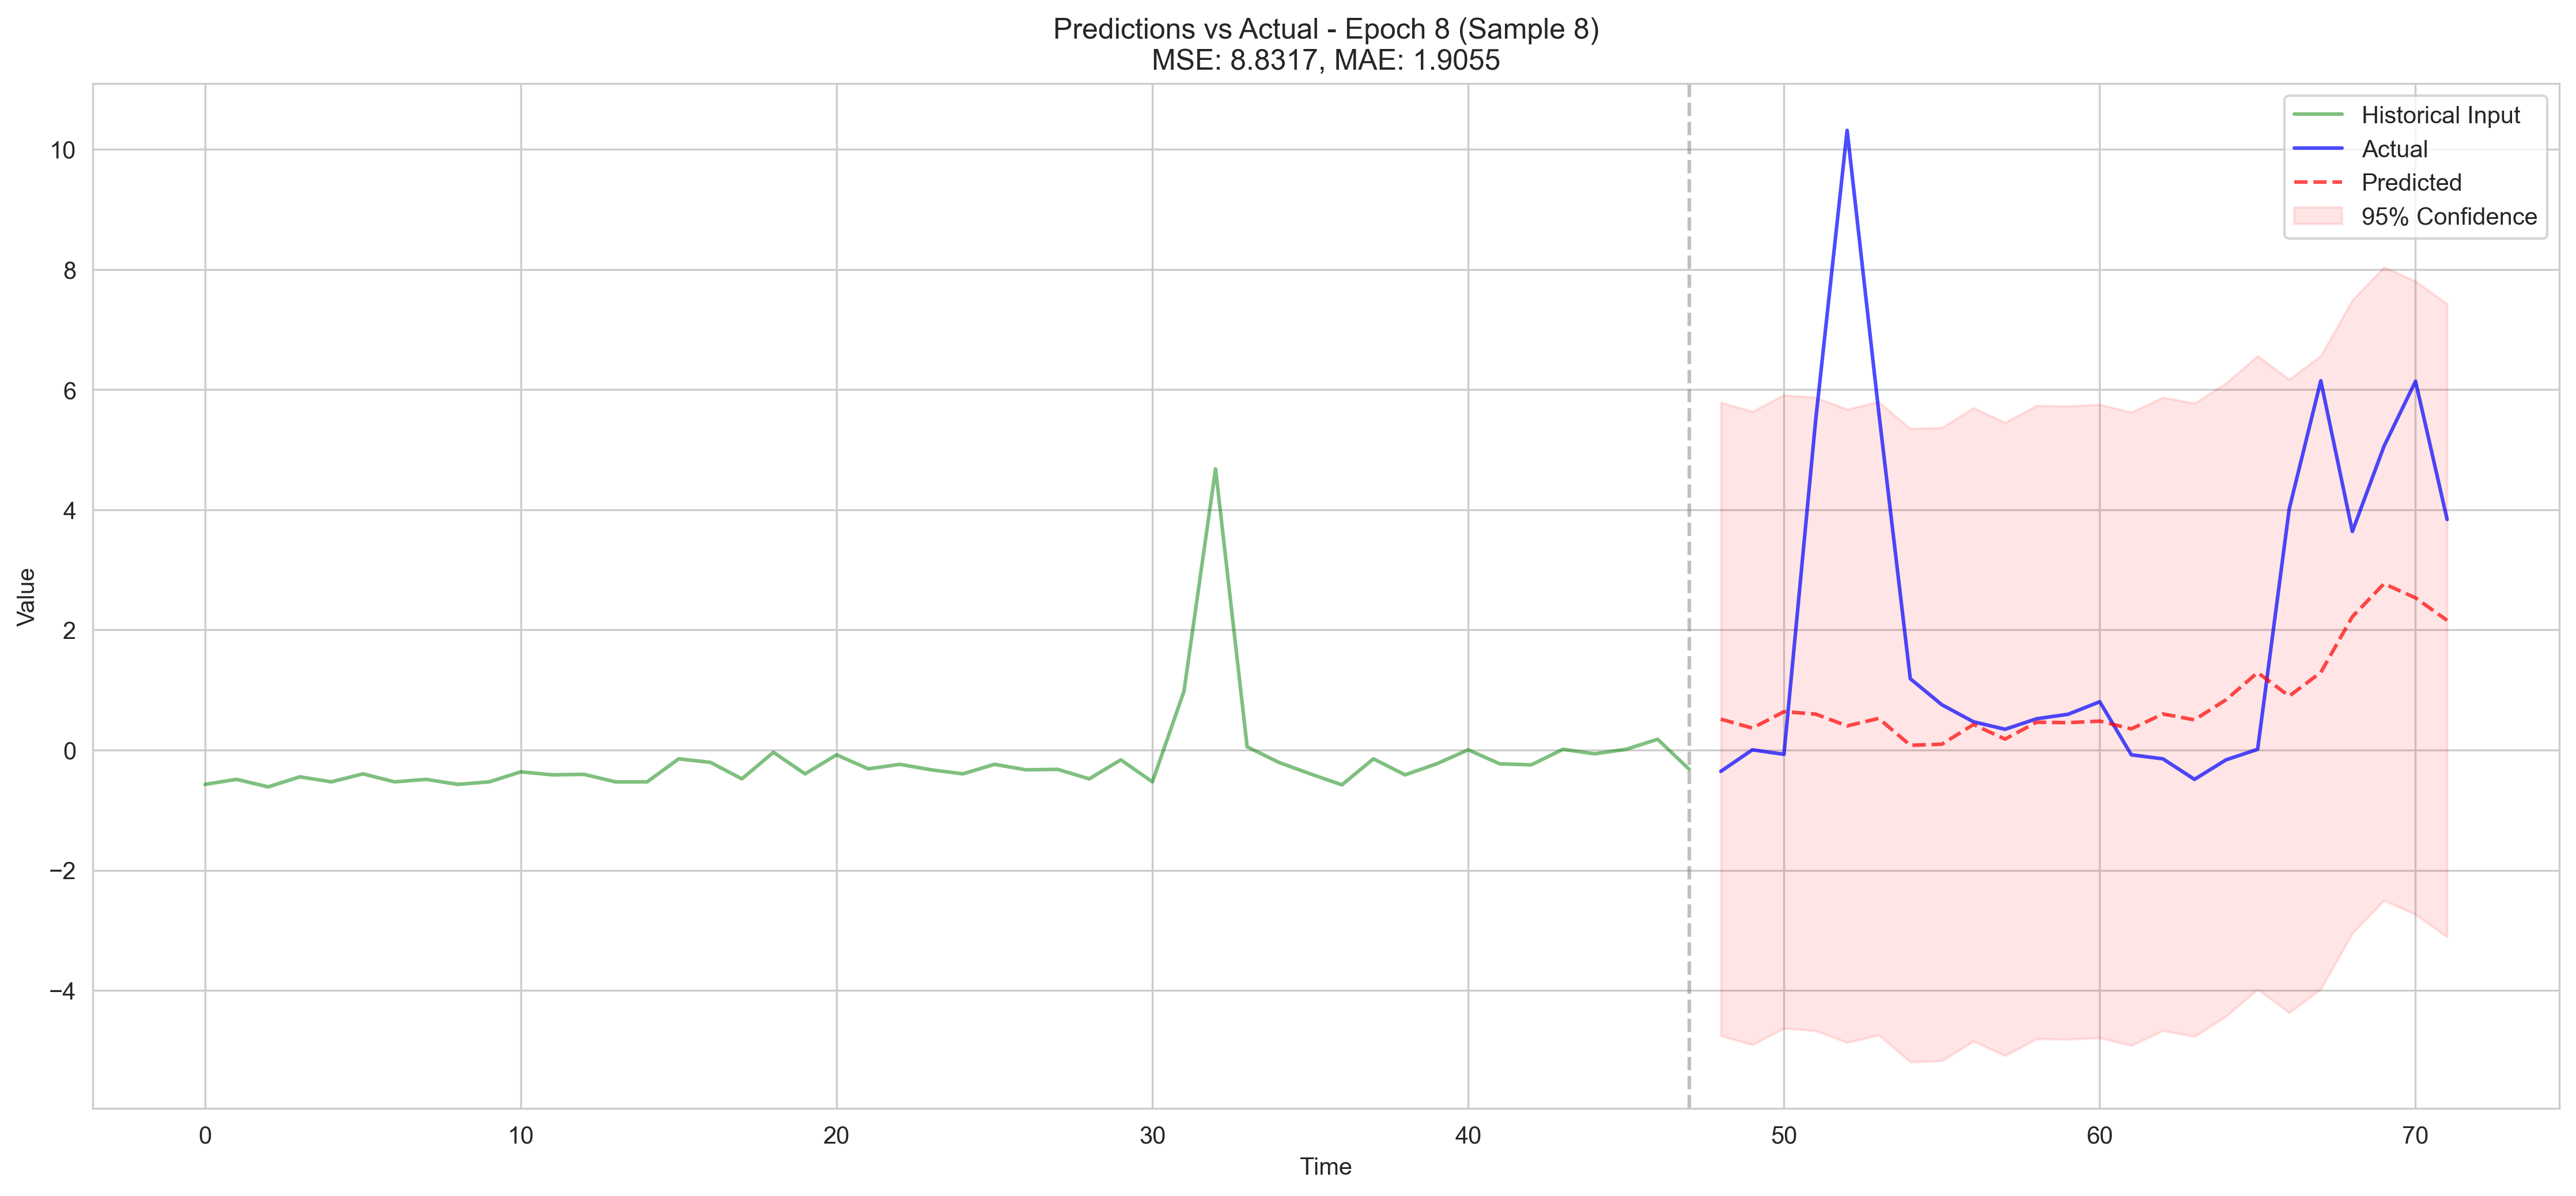 Predictions vs Actual - Epoch 8 (Sample 8)
MSE: 8.8317, MAE: 1.9055
Historical Input
Actual
Predicted
95% Confidence
10
8
6
4
2
0
−2
−4
Value
0 10 20 30 40 50 60 70
Time